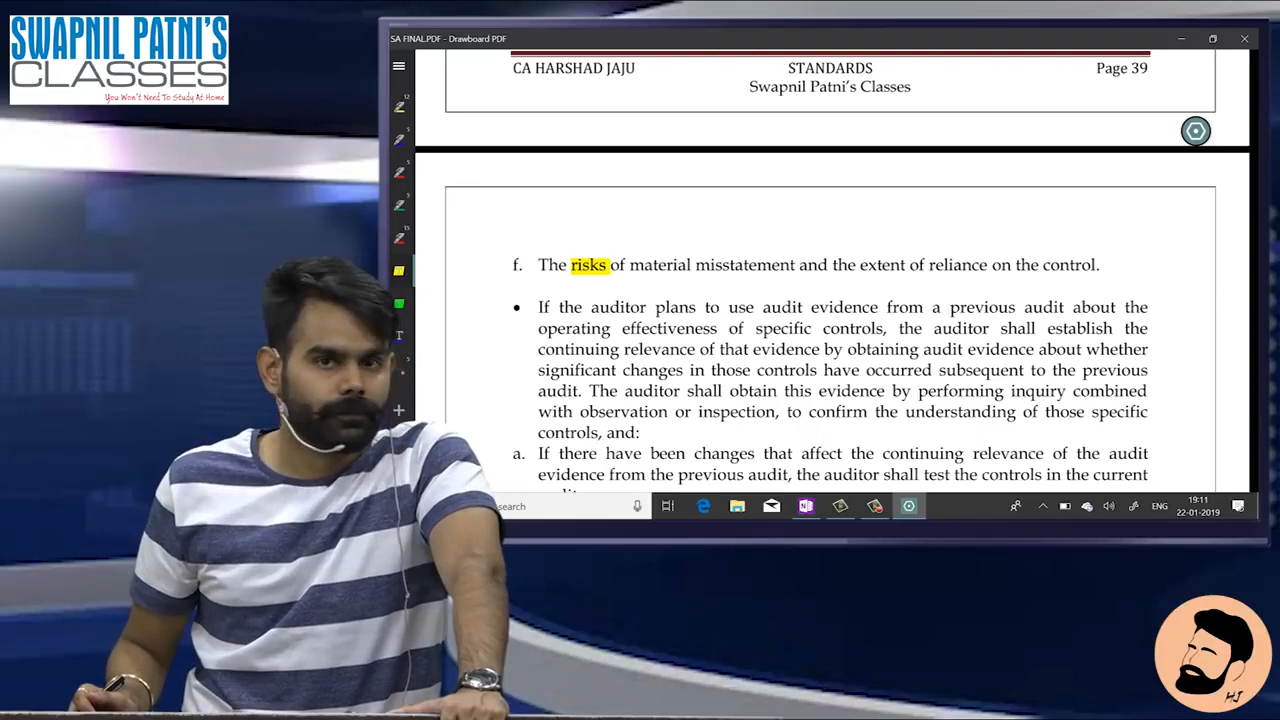 SWAPNIL PATNI'S
CLASSES
You Won't Need To Study At Home
SA FINAL.PDF - Drawboard PDF
CA HARSHAD JAJU STANDARDS Page 39
Swapnil Patni's Classes
f. The risks of material misstatement and the extent of reliance on the control.
• If the auditor plans to use audit evidence from a previous audit about the
operating effectiveness of specific controls, the auditor shall establish the
continuing relevance of that evidence by obtaining audit evidence about whether
significant changes in those controls have occurred subsequent to the previous
audit. The auditor shall obtain this evidence by performing inquiry combined
with observation or inspection, to confirm the understanding of those specific
controls, and:
a. If there have been changes that affect the continuing relevance of the audit
evidence from the previous audit, the auditor shall test the controls in the current
search
ENG
19:11
22-01-2019
HJ